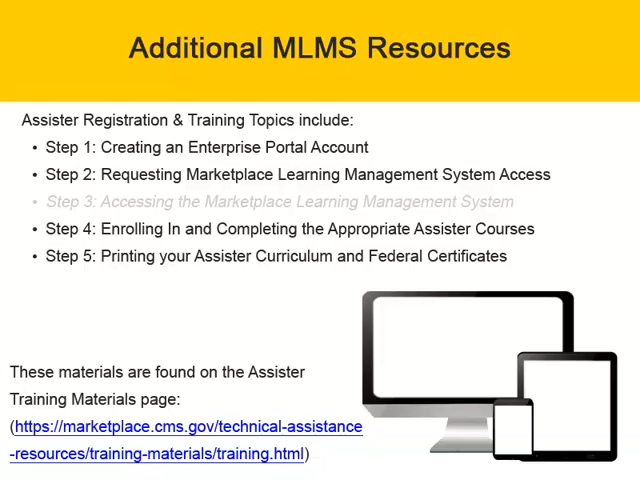 Additional MLMS Resources
Assister Registration & Training Topics include:
• Step 1: Creating an Enterprise Portal Account
• Step 2: Requesting Marketplace Learning Management System Access
• Step 3: Accessing the Marketplace Learning Management System
• Step 4: Enrolling In and Completing the Appropriate Assister Courses
• Step 5: Printing your Assister Curriculum and Federal Certificates
These materials are found on the Assister
Training Materials page:
(https://marketplace.cms.gov/technical-assistance
-resources/training-materials/training.html)